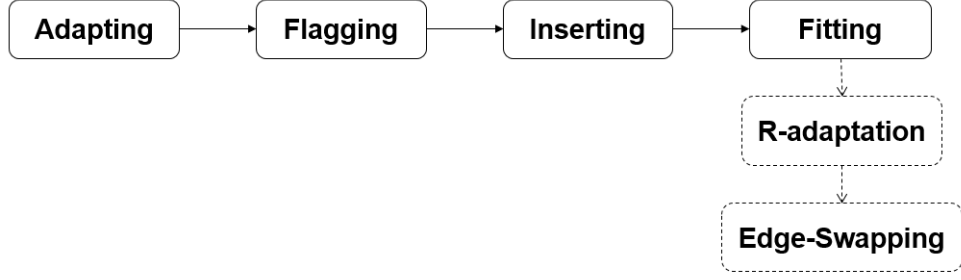 Adapting
Flagging
Inserting
Fitting
R-adaptation
Edge-Swapping